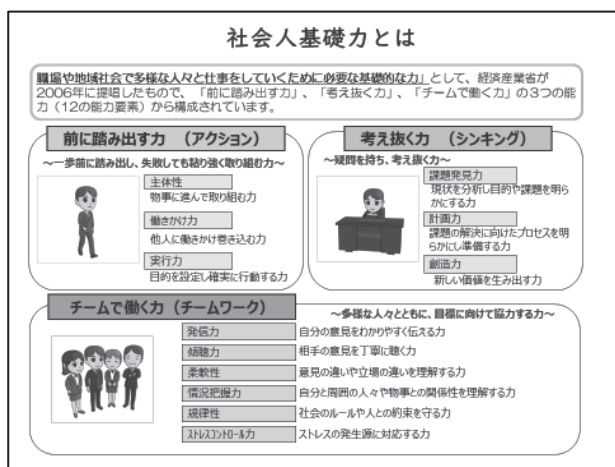 社会人基礎力とは
職場や地域社会で多様な人々と仕事をしていくために必要な基礎的な力」として、経済産業省が
2006年に提唱したもので、「前に踏み出す力」、「考え抜く力」、「チームで働く力」の3つの能
力（12の能力要素）から構成されています。
前に踏み出す力　（アクション）
～一歩前に踏み出し、失敗しても粘り強く取り組む力～
主体性
物事に進んで取り組む力
働きかけ力
他人に働きかけ巻き込む力
実行力
目的を設定し確実に行動する力
考え抜く力　（シンキング）
～疑問を持ち、考え抜く力～
課題発見力
現状を分析し目的や課題を明ら
かにする力
計画力
課題の解決に向けたプロセスを明
らかにし準備する力
創造力
新しい価値を生み出す力
チームで働く力（チームワーク）
～多様な人々とともに、目標に向けて協力する力～
発信力　自分の意見をわかりやすく伝える力
傾聴力　相手の意見を丁寧に聴く力
柔軟性　意見の違いや立場の違いを理解する力
情況把握力　自分と周囲の人々や物事との関係性を理解する力
規律性　社会のルールや人との約束を守る力
ストレスコントロール力　ストレスの発生源に対応する力